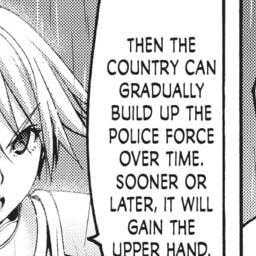 THEN THE
COUNTRY CAN
GRADUALLY
BUILD UP THE
POLICE FORCE
OVER TIME.
SOONER OR
LATER, IT WILL
GAIN THE
UPPER HAND.